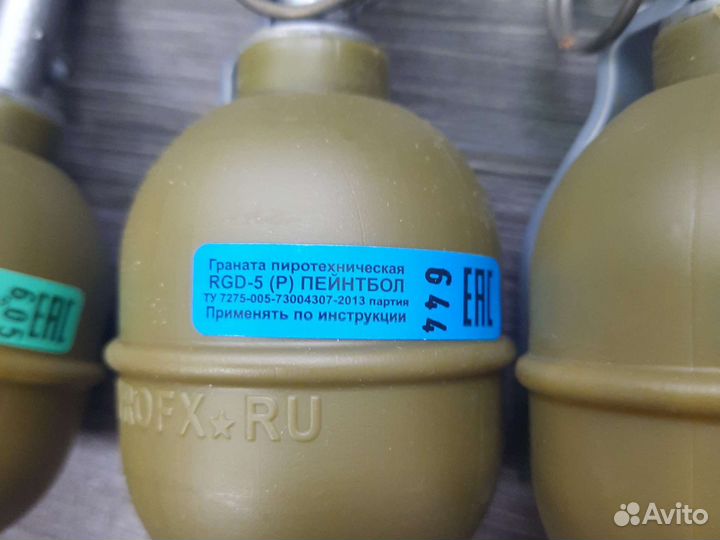 Граната пиротехническая
RGD-5 (P) ПЕЙНТБОЛ
ТУ 7275-005-73004307-2013 партия
Применять по инструкции
644
EAC
605
EAC
ROFX★RU
Avito